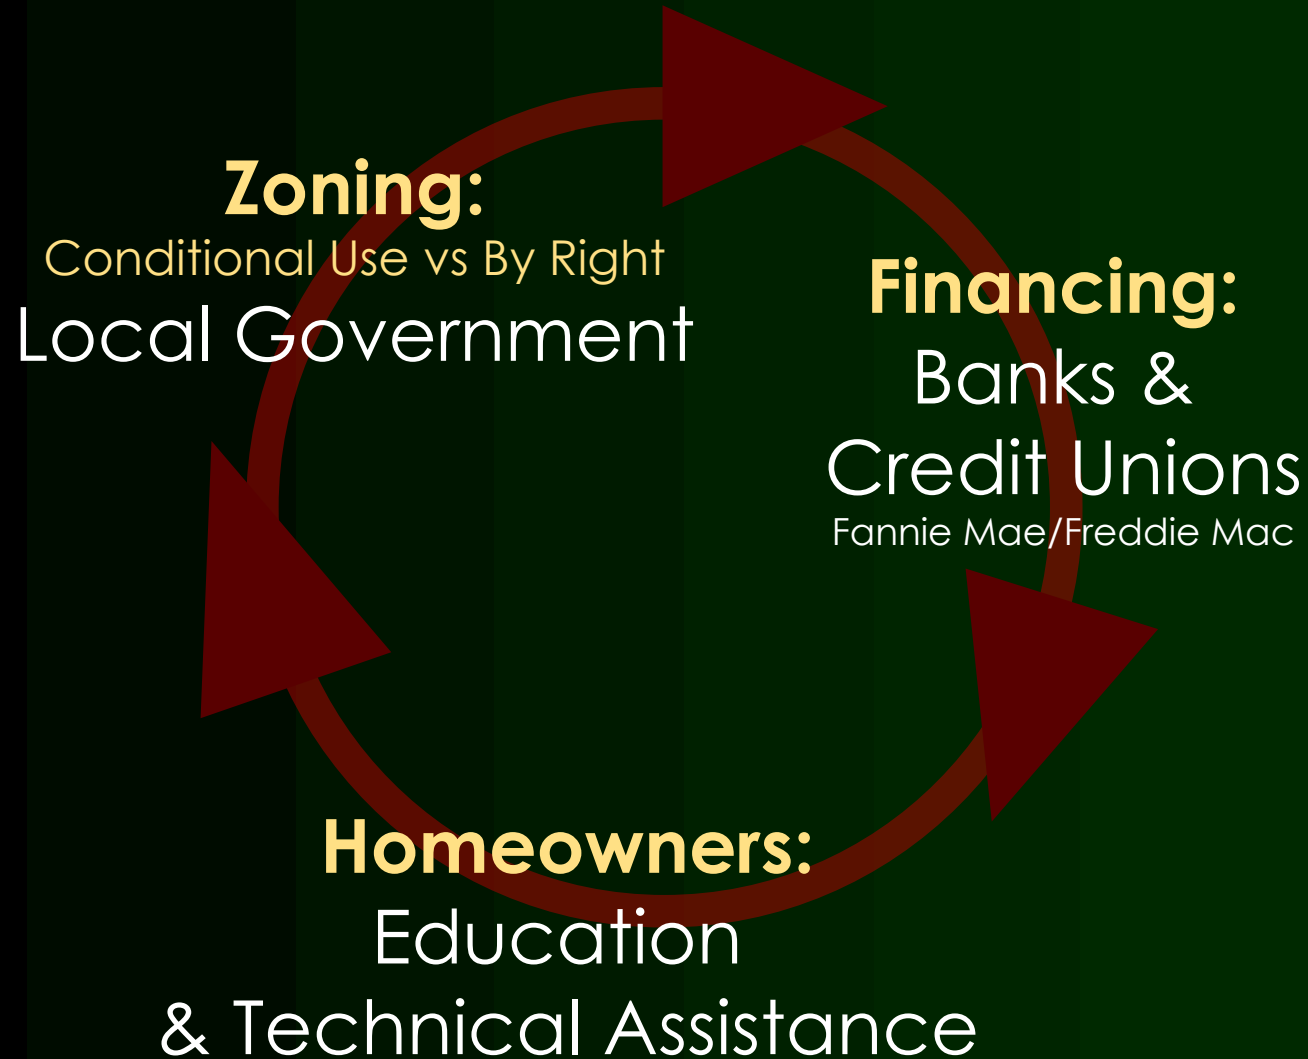 Zoning:
Conditional Use vs By Right
Local Government
Financing:
Banks &
Credit Unions
Fannie Mae/Freddie Mac
Homeowners:
Education
& Technical Assistance